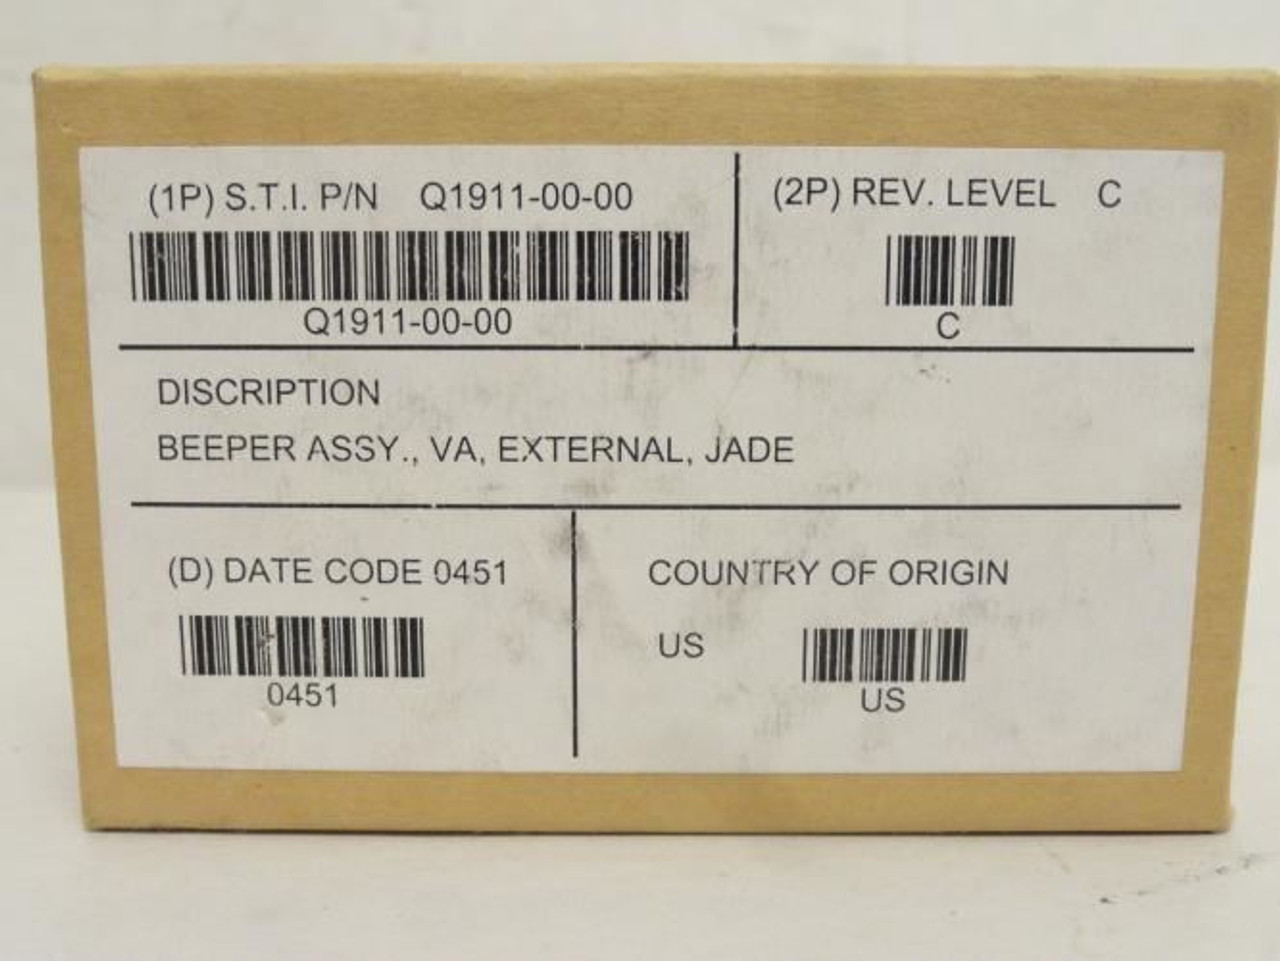 (1P) S.T.I. P/N Q1911-00-00
Q1911-00-00
(2P) REV. LEVEL C
C
DISCRIPTION
BEEPER ASSY., VA, EXTERNAL, JADE
(D) DATE CODE 0451
0451
COUNTRY OF ORIGIN
US
US